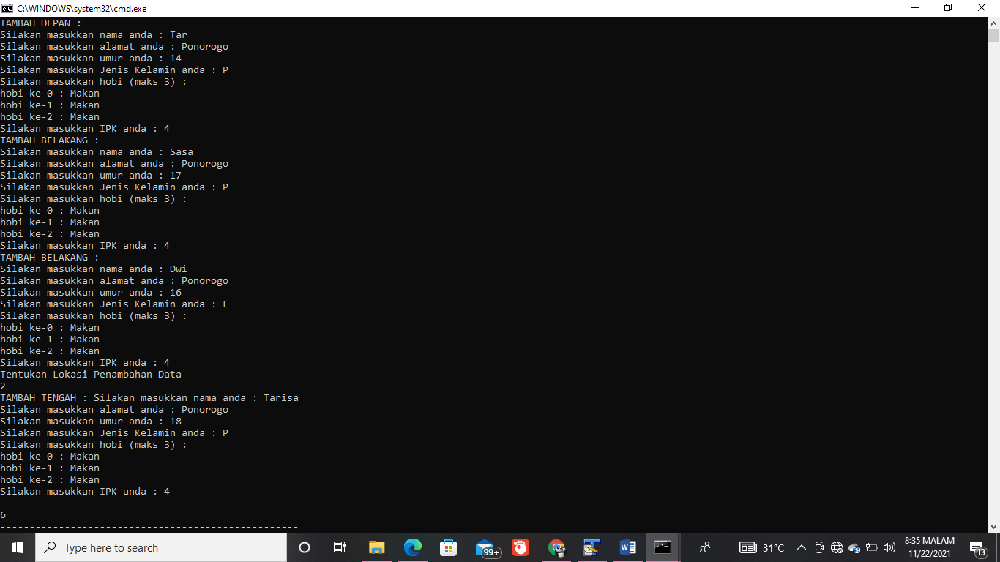 C:\WINDOWS\system32\cmd.exe
TAMBAH DEPAN :
Silakan masukkan nama anda : Tar
Silakan masukkan alamat anda : Ponorogo
Silakan masukkan umur anda : 14
Silakan masukkan Jenis Kelamin anda : P
Silakan masukkan hobi (maks 3) :
hobi ke-0 : Makan
hobi ke-1 : Makan
hobi ke-2 : Makan
Silakan masukkan IPK anda : 4
TAMBAH BELAKANG :
Silakan masukkan nama anda : Sasa
Silakan masukkan alamat anda : Ponorogo
Silakan masukkan umur anda : 17
Silakan masukkan Jenis Kelamin anda : P
Silakan masukkan hobi (maks 3) :
hobi ke-0 : Makan
hobi ke-1 : Makan
hobi ke-2 : Makan
Silakan masukkan IPK anda : 4
TAMBAH BELAKANG :
Silakan masukkan nama anda : Dwi
Silakan masukkan alamat anda : Ponorogo
Silakan masukkan umur anda : 16
Silakan masukkan Jenis Kelamin anda : L
Silakan masukkan hobi (maks 3) :
hobi ke-0 : Makan
hobi ke-1 : Makan
hobi ke-2 : Makan
Silakan masukkan IPK anda : 4
Tentukan Lokasi Penambahan Data
2
TAMBAH TENGAH : Silakan masukkan nama anda : Tarisa
Silakan masukkan alamat anda : Ponorogo
Silakan masukkan umur anda : 18
Silakan masukkan Jenis Kelamin anda : P
Silakan masukkan hobi (maks 3) :
hobi ke-0 : Makan
hobi ke-1 : Makan
hobi ke-2 : Makan
Silakan masukkan IPK anda : 4
6
---------------------------------------------------
Type here to search
99+
31°C
8:35 MALAM
11/22/2021
13